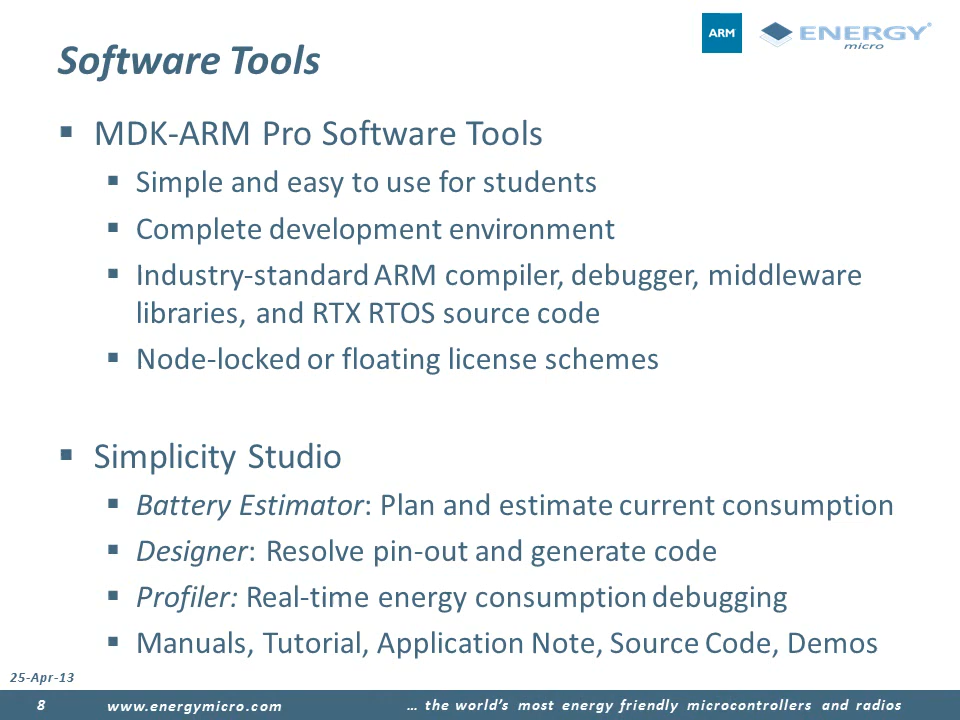 ARM
ENERGY
micro
Software Tools
▪ MDK-ARM Pro Software Tools
▪ Simple and easy to use for students
▪ Complete development environment
▪ Industry-standard ARM compiler, debugger, middleware
libraries, and RTX RTOS source code
▪ Node-locked or floating license schemes
▪ Simplicity Studio
▪ Battery Estimator: Plan and estimate current consumption
▪ Designer: Resolve pin-out and generate code
▪ Profiler: Real-time energy consumption debugging
▪ Manuals, Tutorial, Application Note, Source Code, Demos
25-Apr-13
8 www.energymicro.com ... the world’s most energy friendly microcontrollers and radios